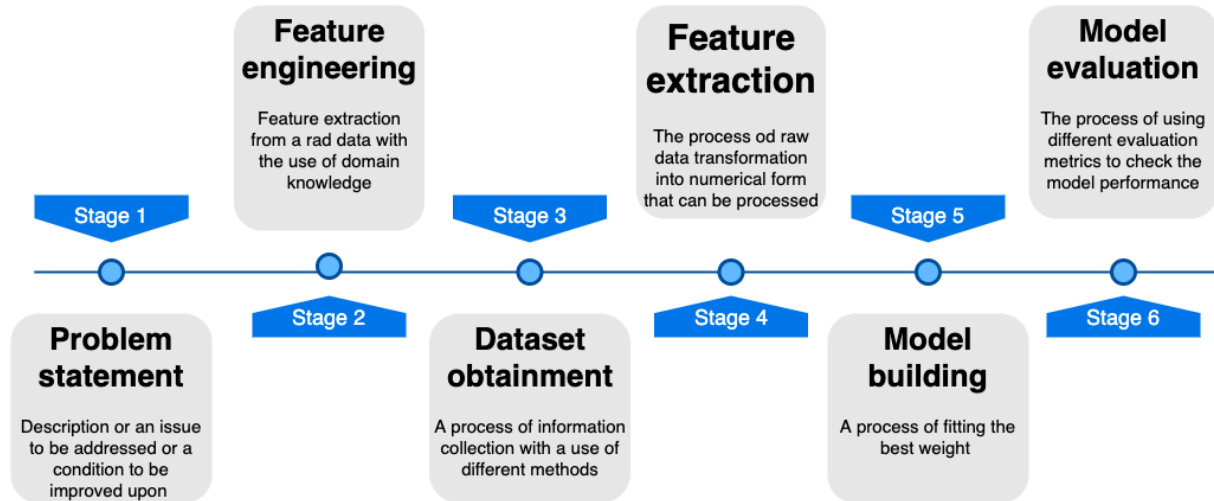 Stage 1
Problem
statement
Description or an issue
to be addressed or a
condition to be
improved upon
Feature
engineering
Feature extraction
from a rad data with
the use of domain
knowledge
Stage 2
Stage 3
Dataset
obtainment
A process of information
collection with a use of
different methods
Feature
extraction
The process od raw
data transformation
into numerical form
that can be processed
Stage 4
Stage 5
Model
building
A process of fitting the
best weight
Model
evaluation
The process of using
different evaluation
metrics to check the
model performance
Stage 6